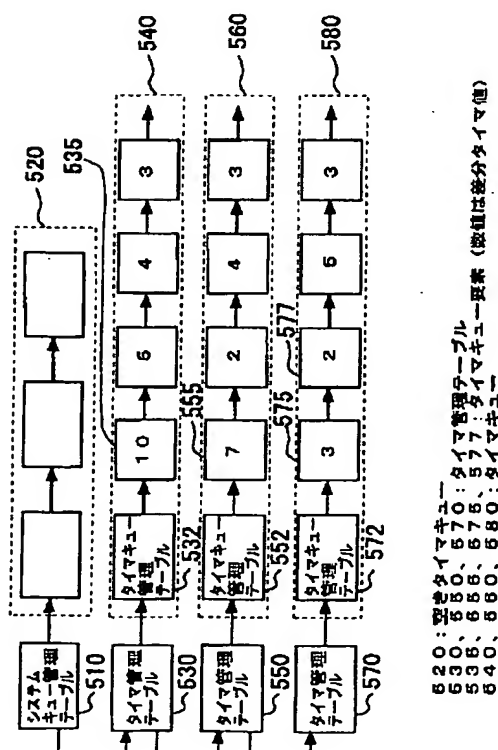 520
535
540
560
580
システム
キュー管理
テーブル
510
タイマ管理
テーブル
530
タイマキュー
管理
テーブル
532
10
6
4
3
555
タイマ管理
テーブル
550
タイマキュー
管理
テーブル
552
7
2
4
3
575
577
タイマ管理
テーブル
570
タイマキュー
管理
テーブル
572
3
2
5
3
520:空きタイマキュー
530、550、570:タイマ管理テーブル
535、555、575、577:タイマキュー要素(数値は差分タイマ値)
540、560、580:タイマキュー